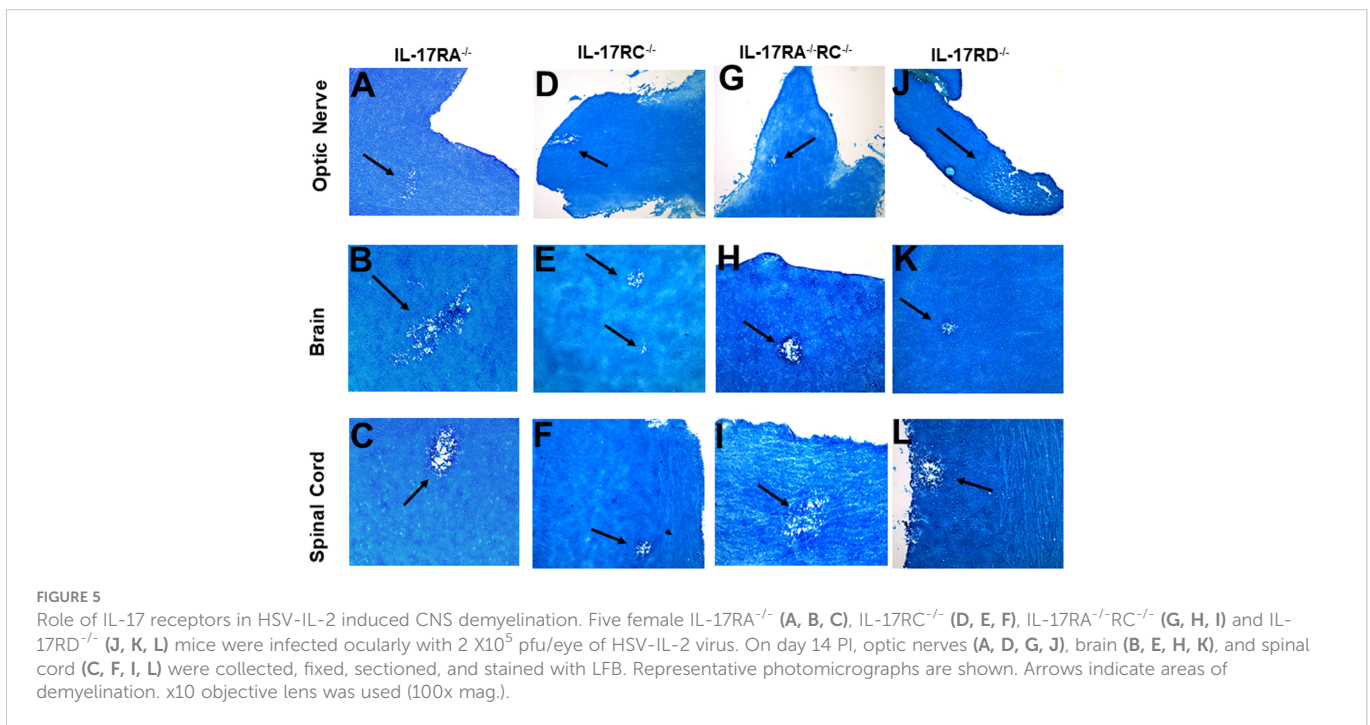 IL-17RA⁻/⁻ IL-17RC⁻/⁻ IL-17RA⁻/⁻RC⁻/⁻ IL-17RD⁻/⁻
Optic Nerve
A D G J
Brain
B E H K
Spinal Cord
C F I L
FIGURE 5
Role of IL-17 receptors in HSV-IL-2 induced CNS demyelination. Five female IL-17RA⁻/⁻ (A, B, C), IL-17RC⁻/⁻ (D, E, F), IL-17RA⁻/⁻RC⁻/⁻ (G, H, I) and IL-
17RD⁻/⁻ (J, K, L) mice were infected ocularly with 2 X10⁵ pfu/eye of HSV-IL-2 virus. On day 14 PI, optic nerves (A, D, G, J), brain (B, E, H, K), and spinal
cord (C, F, I, L) were collected, fixed, sectioned, and stained with LFB. Representative photomicrographs are shown. Arrows indicate areas of
demyelination. x10 objective lens was used (100x mag.).